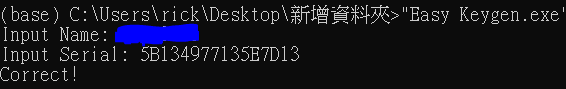 (base) C:\Users\rick\Desktop\新增資料夾>"Easy Keygen.exe"
Input Name:
Input Serial: 5B134977135E7D13
Correct!